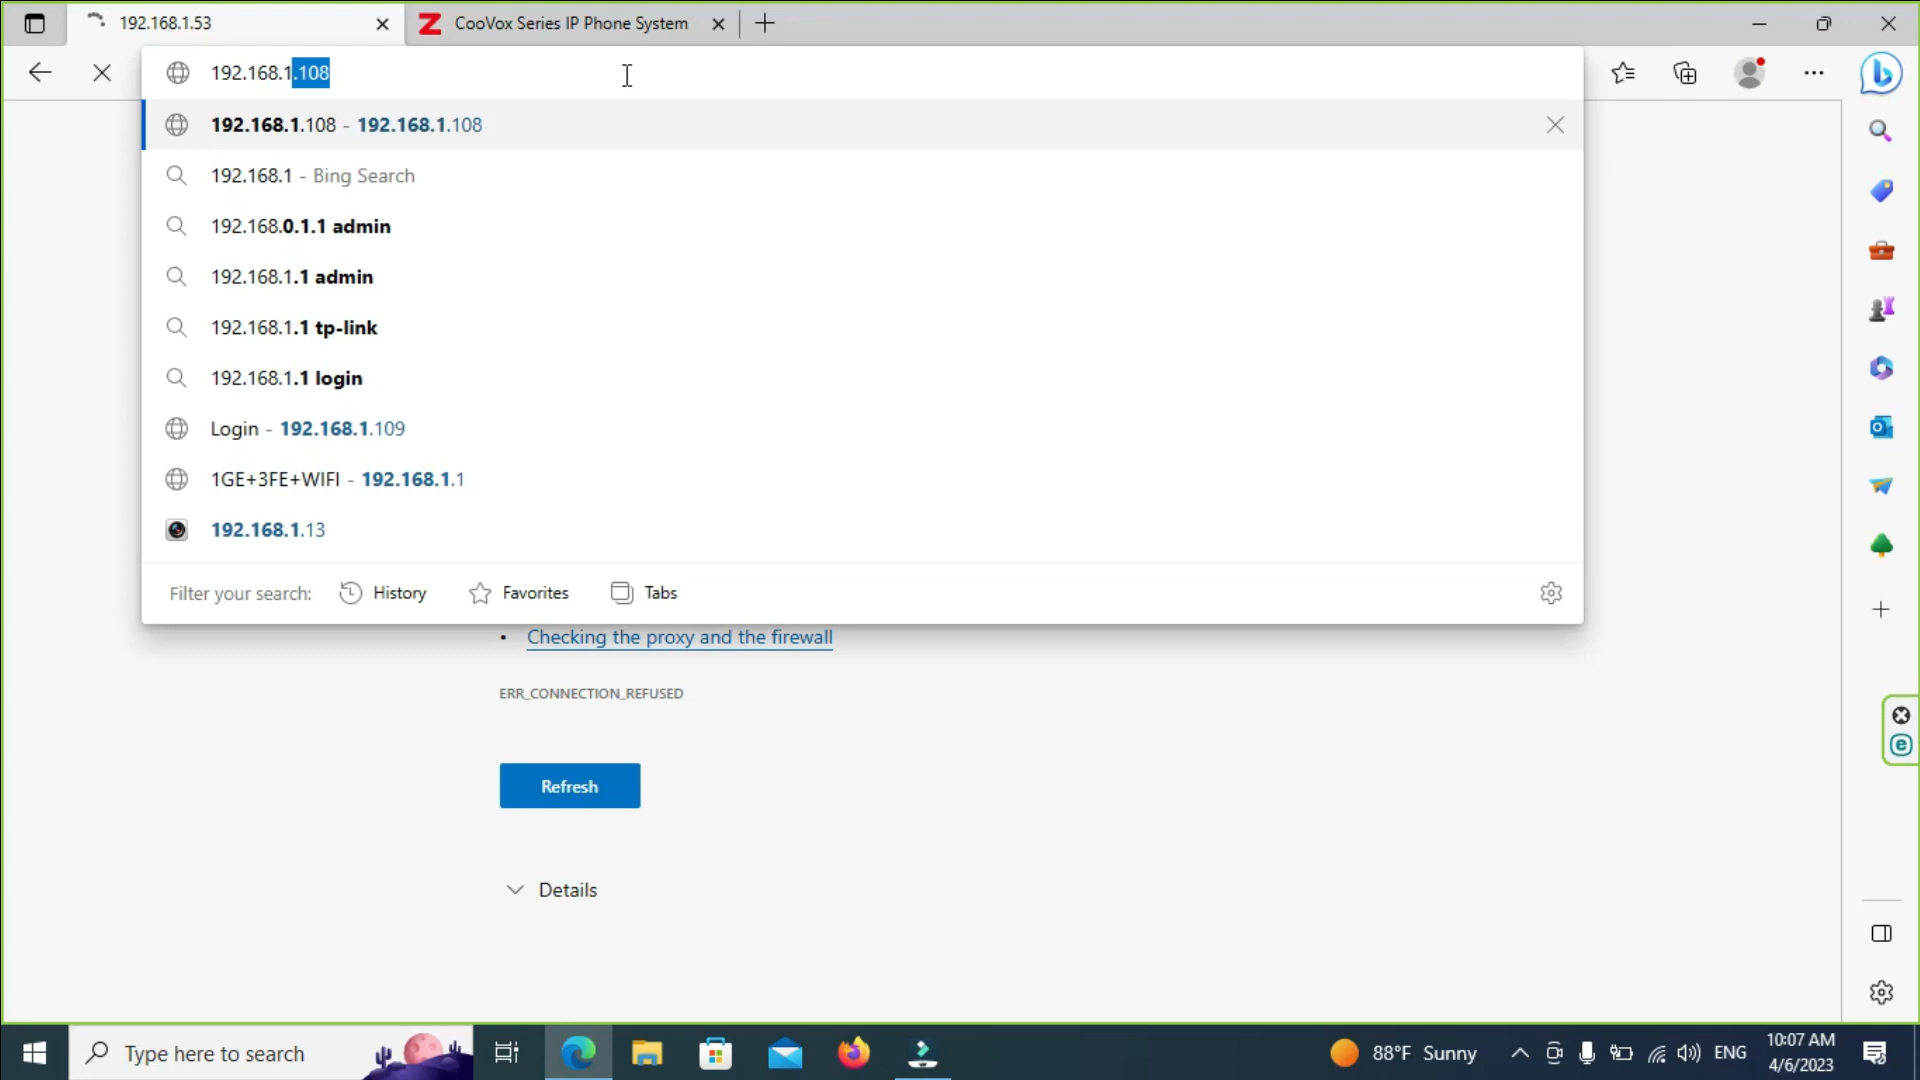 192.168.1.53
CooVox Series IP Phone System
192.168.1.108
192.168.1.108 - 192.168.1.108
192.168.1 - Bing Search
192.168.0.1.1 admin
192.168.1.1 admin
192.168.1.1 tp-link
192.168.1.1 login
Login - 192.168.1.109
1GE+3FE+WIFI - 192.168.1.1
192.168.1.13
Filter your search: History Favorites Tabs
• Checking the proxy and the firewall
ERR_CONNECTION_REFUSED
Refresh
Details
Type here to search
88°F Sunny
ENG
10:07 AM
4/6/2023